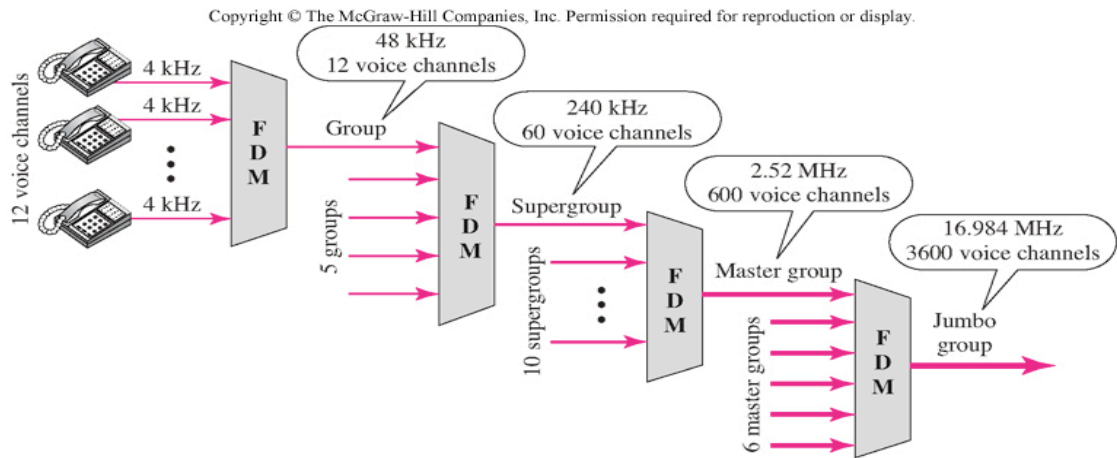 Copyright © The McGraw-Hill Companies, Inc. Permission required for reproduction or display.
12 voice channels
4 kHz
4 kHz
4 kHz
F
D
M
48 kHz
12 voice channels
Group
5 groups
F
D
M
240 kHz
60 voice channels
Supergroup
10 supergroups
F
D
M
2.52 MHz
600 voice channels
Master group
6 master groups
F
D
M
16.984 MHz
3600 voice channels
Jumbo
group